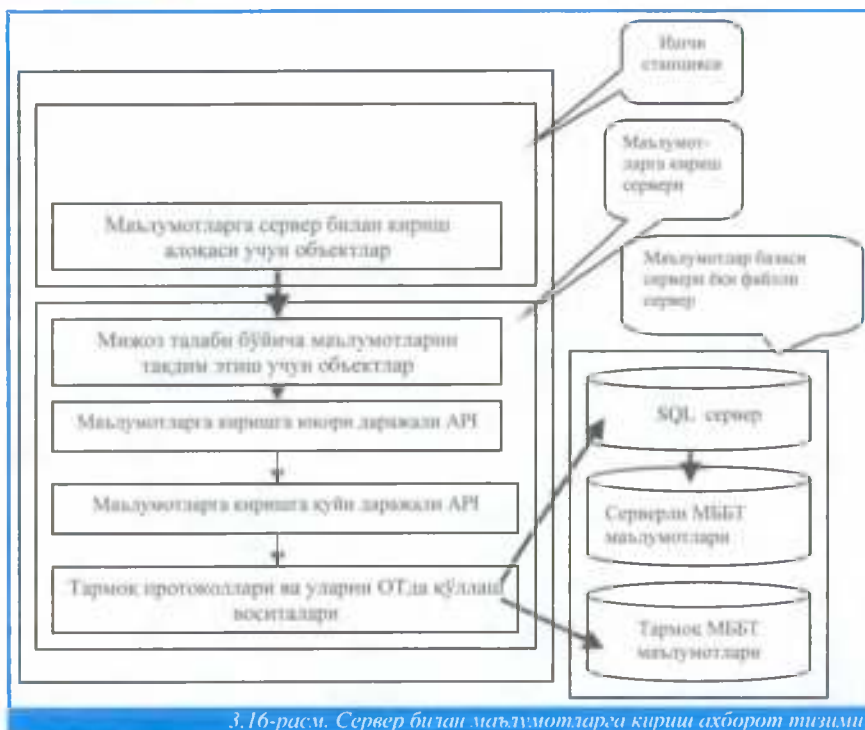 Ишчи
станцияси
Маълумот-
ларга кириш
сервери
Маълумотларга сервер билан кириш
алоқаси учун объектлар
Маълумотлар базаси
сервери ёки файлли
сервер
Мижоз талаби бўйича маълумотларни
тақдим этиш учун объектлар
SQL сервер
Маълумотларга киришга юқори даражали API
Маълумотларга киришга қуйи даражали API
Серверли МББТ
маълумотлари
Тармоқ протоколлари ва уларни ОТда қўллаш
воситалари
Тармоқ МББТ
маълумотлари
3.16-расм. Сервер билан маълумотларга кириш ахборот тизими